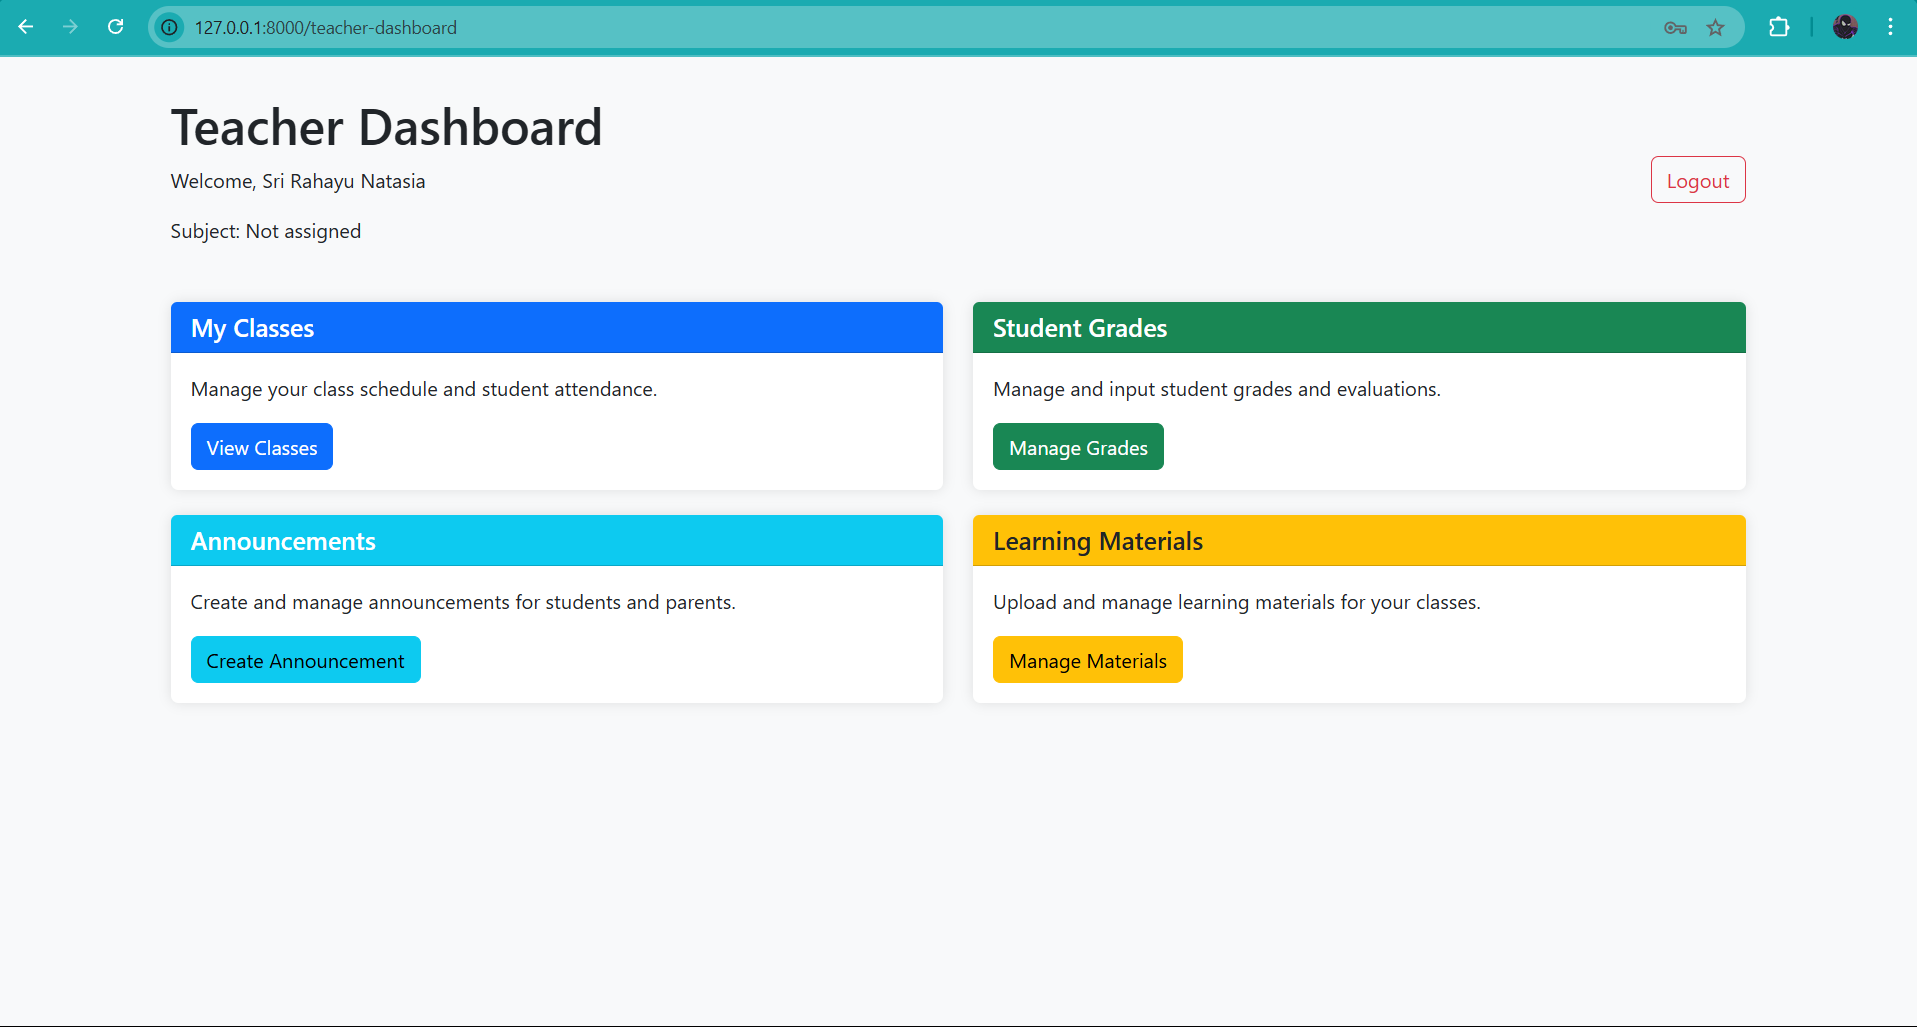 127.0.0.1:8000/teacher-dashboard
Teacher Dashboard
Welcome, Sri Rahayu Natasia
Logout
Subject: Not assigned
My Classes
Manage your class schedule and student attendance.
View Classes
Student Grades
Manage and input student grades and evaluations.
Manage Grades
Announcements
Create and manage announcements for students and parents.
Create Announcement
Learning Materials
Upload and manage learning materials for your classes.
Manage Materials